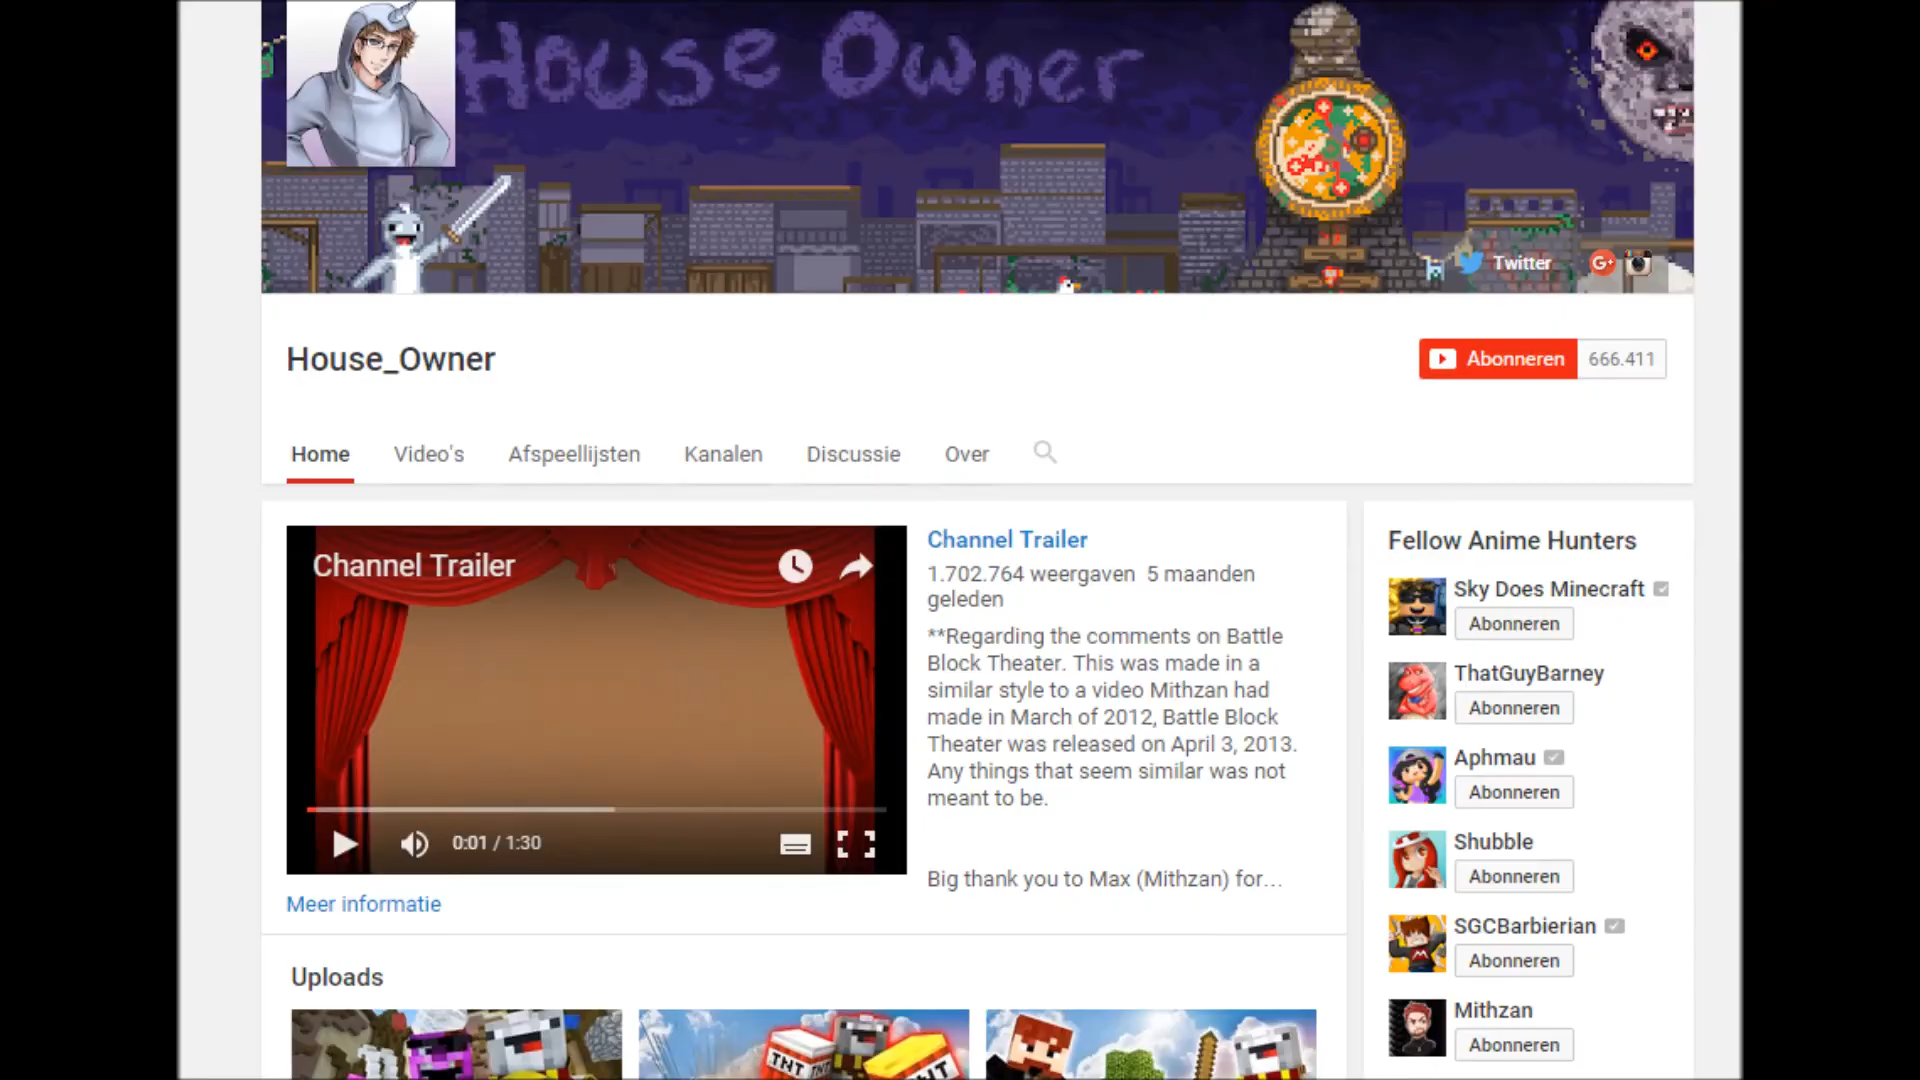 House Owner
Twitter
House_Owner
Abonneren 666.411
Home Video's Afspeellijsten Kanalen Discussie Over
Channel Trailer
0:01 / 1:30
Meer informatie
Channel Trailer
1.702.764 weergaven 5 maanden
geleden
**Regarding the comments on Battle
Block Theater. This was made in a
similar style to a video Mithzan had
made in March of 2012, Battle Block
Theater was released on April 3, 2013.
Any things that seem similar was not
meant to be.
Big thank you to Max (Mithzan) for...
Uploads
TNT
NT
Fellow Anime Hunters
Sky Does Minecraft
Abonneren
ThatGuyBarney
Abonneren
Aphmau
Abonneren
Shubble
Abonneren
SGCBarbierian
Abonneren
Mithzan
Abonneren